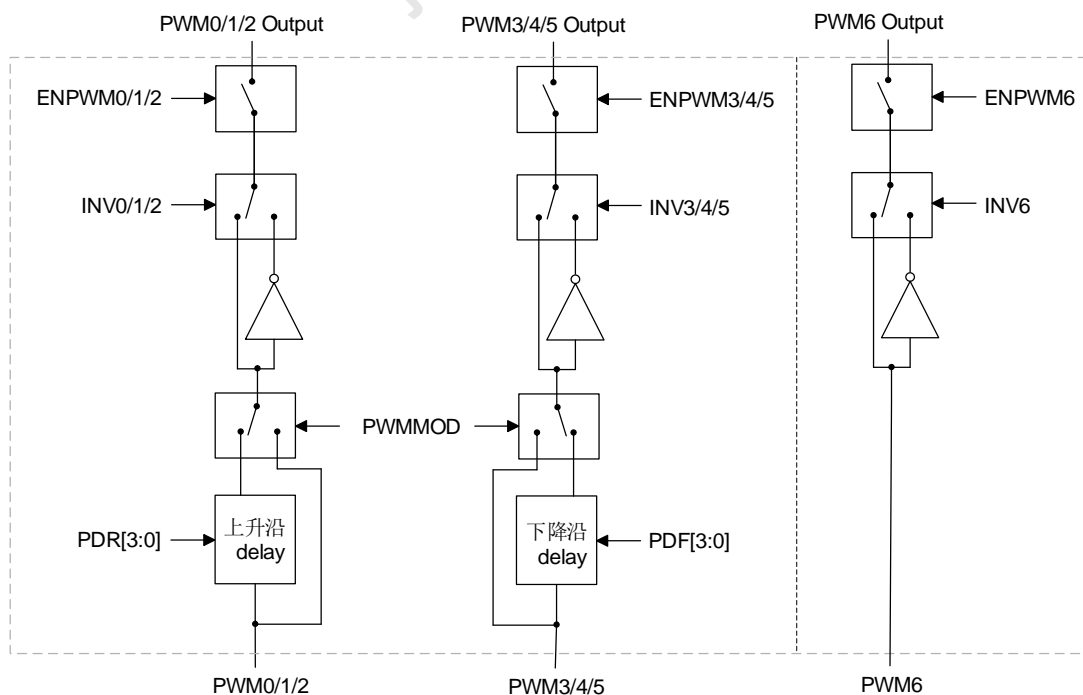 PWM0/1/2 Output
PWM3/4/5 Output
PWM6 Output
ENPWM0/1/2
ENPWM3/4/5
ENPWM6
INV0/1/2
INV3/4/5
INV6
PWMMOD
PDR[3:0]
上升沿
delay
下降沿
delay
PDF[3:0]
PWM0/1/2
PWM3/4/5
PWM6